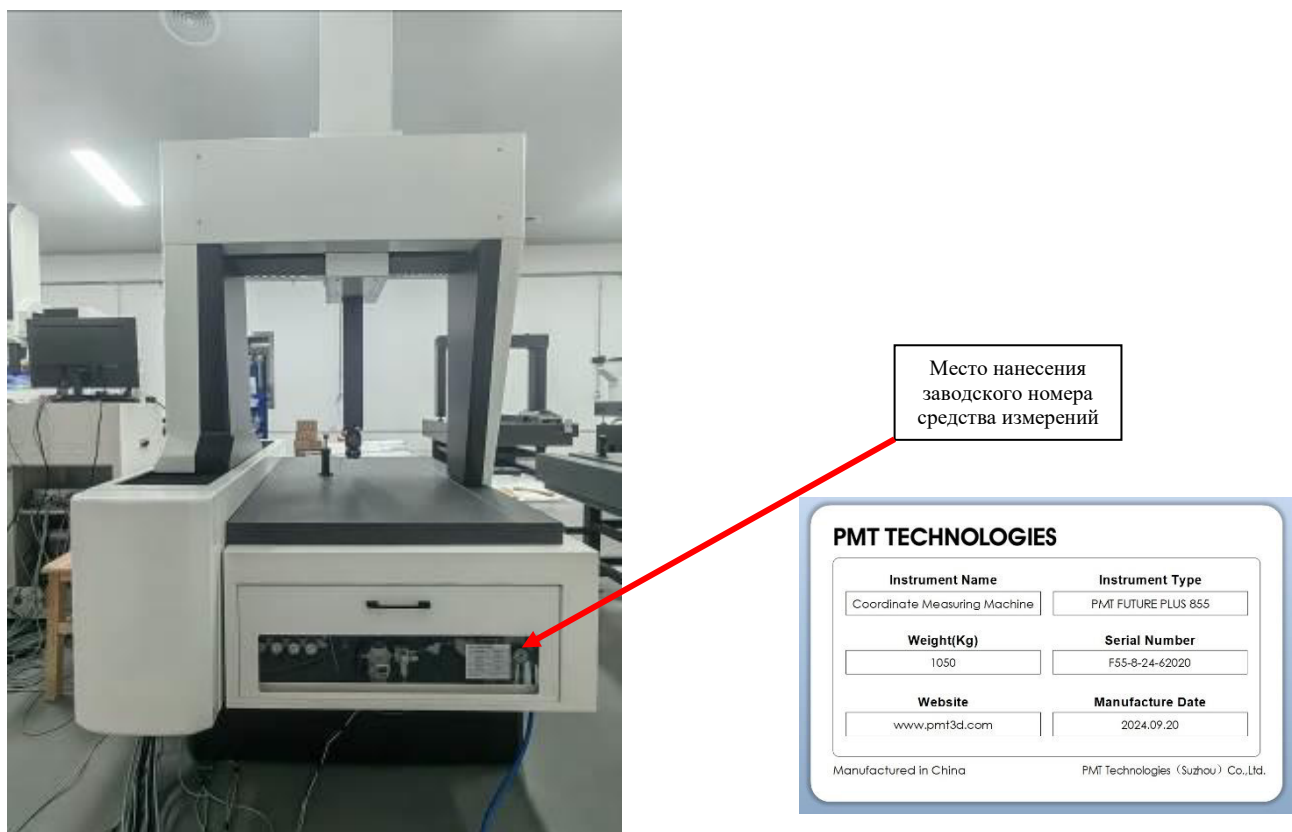 Место нанесения
заводского номера
средства измерений
PMT TECHNOLOGIES
Instrument Name
Instrument Type
Coordinate Measuring Machine
PMT FUTURE PLUS 855
Weight(Kg)
Serial Number
1050
F55-8-24-62020
Website
Manufacture Date
www.pmt3d.com
2024.09.20
Manufactured in China
PMT Technologies（Suzhou）Co.,Ltd.